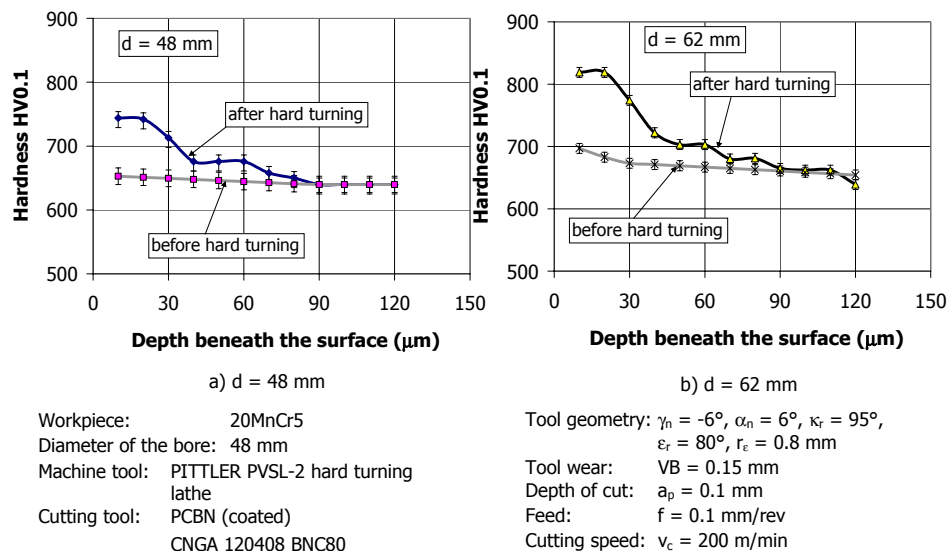 900
d = 48 mm
800
after hard turning
700
600
before hard turning
500
0 30 60 90 120 150
Hardness HV0.1
Depth beneath the surface (μm)
a) d = 48 mm
900
d = 62 mm
800
after hard turning
700
600
before hard turning
500
0 30 60 90 120 150
Hardness HV0.1
Depth beneath the surface (μm)
b) d = 62 mm
Workpiece: 20MnCr5
Diameter of the bore: 48 mm
Machine tool: PITTLER PVSL-2 hard turning
lathe
Cutting tool: PCBN (coated)
CNGA 120408 BNC80
Tool geometry: γn = -6°, αn = 6°, κr = 95°,
εr = 80°, rε = 0.8 mm
Tool wear: VB = 0.15 mm
Depth of cut: ap = 0.1 mm
Feed: f = 0.1 mm/rev
Cutting speed: vc = 200 m/min